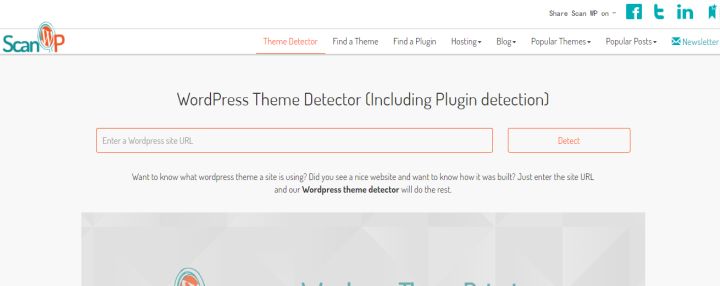 Share Scan WP on -
ScanWP
Theme Detector Find a Theme Find a Plugin Hosting Blog Popular Themes Popular Posts Newsletter
WordPress Theme Detector (Including Plugin detection)
Enter a Wordpress site URL Detect
Want to know what wordpress theme a site is using? Did you see a nice website and want to know how it was built? Just enter the site URL
and our Wordpress theme detector will do the rest.